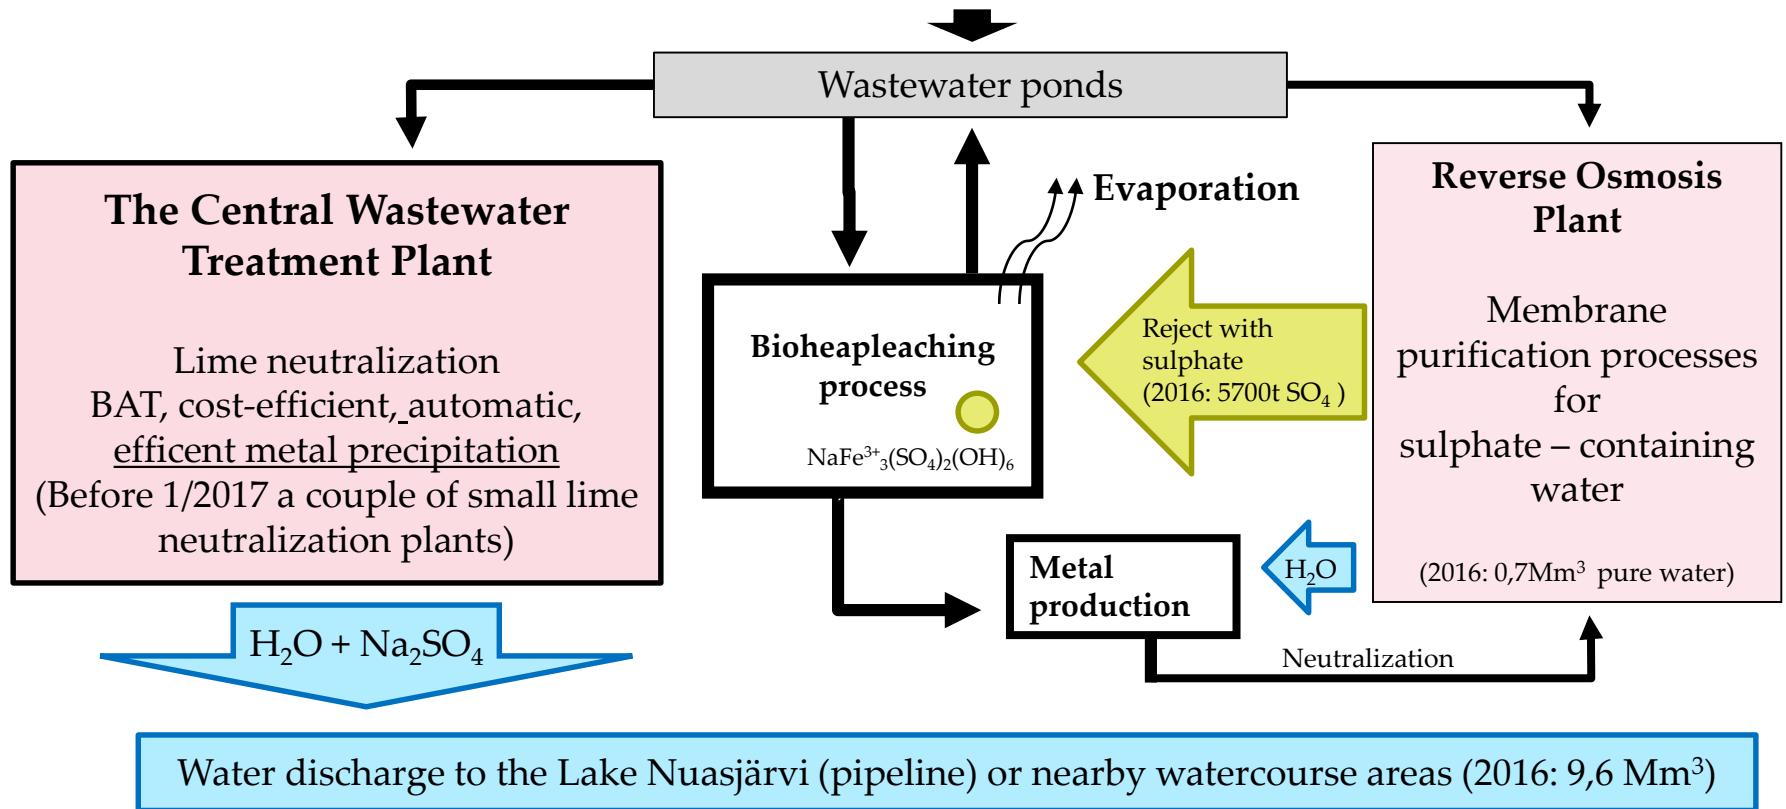 Wastewater ponds
The Central Wastewater
Treatment Plant
Lime neutralization
BAT, cost-efficient, automatic,
efficent metal precipitation
(Before 1/2017 a couple of small lime
neutralization plants)
H₂O + Na₂SO₄
Evaporation
Bioheapleaching
process
NaFe³⁺₃(SO₄)₂(OH)₆
Reject with
sulphate
(2016: 5700t SO₄ )
Reverse Osmosis
Plant
Membrane
purification processes
for
sulphate – containing
water
(2016: 0,7Mm³ pure water)
H₂O
Metal
production
Neutralization
Water discharge to the Lake Nuasjärvi (pipeline) or nearby watercourse areas (2016: 9,6 Mm³)